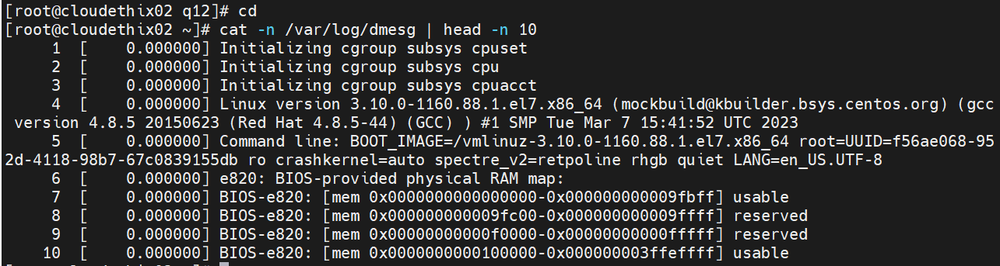 [root@cloudethix02 q12]# cd
[root@cloudethix02 ~]# cat -n /var/log/dmesg | head -n 10
     1  [    0.000000] Initializing cgroup subsys cpuset
     2  [    0.000000] Initializing cgroup subsys cpu
     3  [    0.000000] Initializing cgroup subsys cpuacct
     4  [    0.000000] Linux version 3.10.0-1160.88.1.el7.x86_64 (mockbuild@kbuilder.bsys.centos.org) (gcc
 version 4.8.5 20150623 (Red Hat 4.8.5-44) (GCC) ) #1 SMP Tue Mar 7 15:41:52 UTC 2023
     5  [    0.000000] Command line: BOOT_IMAGE=/vmlinuz-3.10.0-1160.88.1.el7.x86_64 root=UUID=f56ae068-95
2d-4118-98b7-67c0839155db ro crashkernel=auto spectre_v2=retpoline rhgb quiet LANG=en_US.UTF-8
     6  [    0.000000] e820: BIOS-provided physical RAM map:
     7  [    0.000000] BIOS-e820: [mem 0x0000000000000000-0x000000000009fbff] usable
     8  [    0.000000] BIOS-e820: [mem 0x000000000009fc00-0x000000000009ffff] reserved
     9  [    0.000000] BIOS-e820: [mem 0x00000000000f0000-0x00000000000fffff] reserved
    10  [    0.000000] BIOS-e820: [mem 0x0000000000100000-0x000000003ffeffff] usable